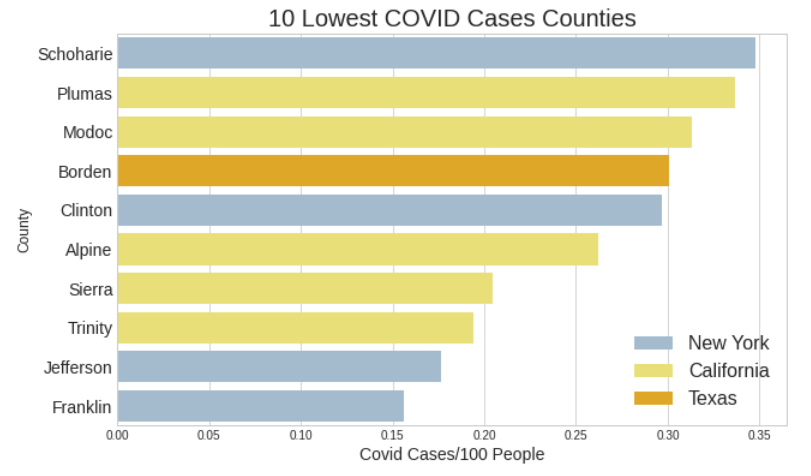 10 Lowest COVID Cases Counties
Schoharie
Plumas
Modoc
Borden
Clinton
Alpine
Sierra
Trinity
Jefferson
Franklin
County
New York
California
Texas
0.00 0.05 0.10 0.15 0.20 0.25 0.30 0.35
Covid Cases/100 People